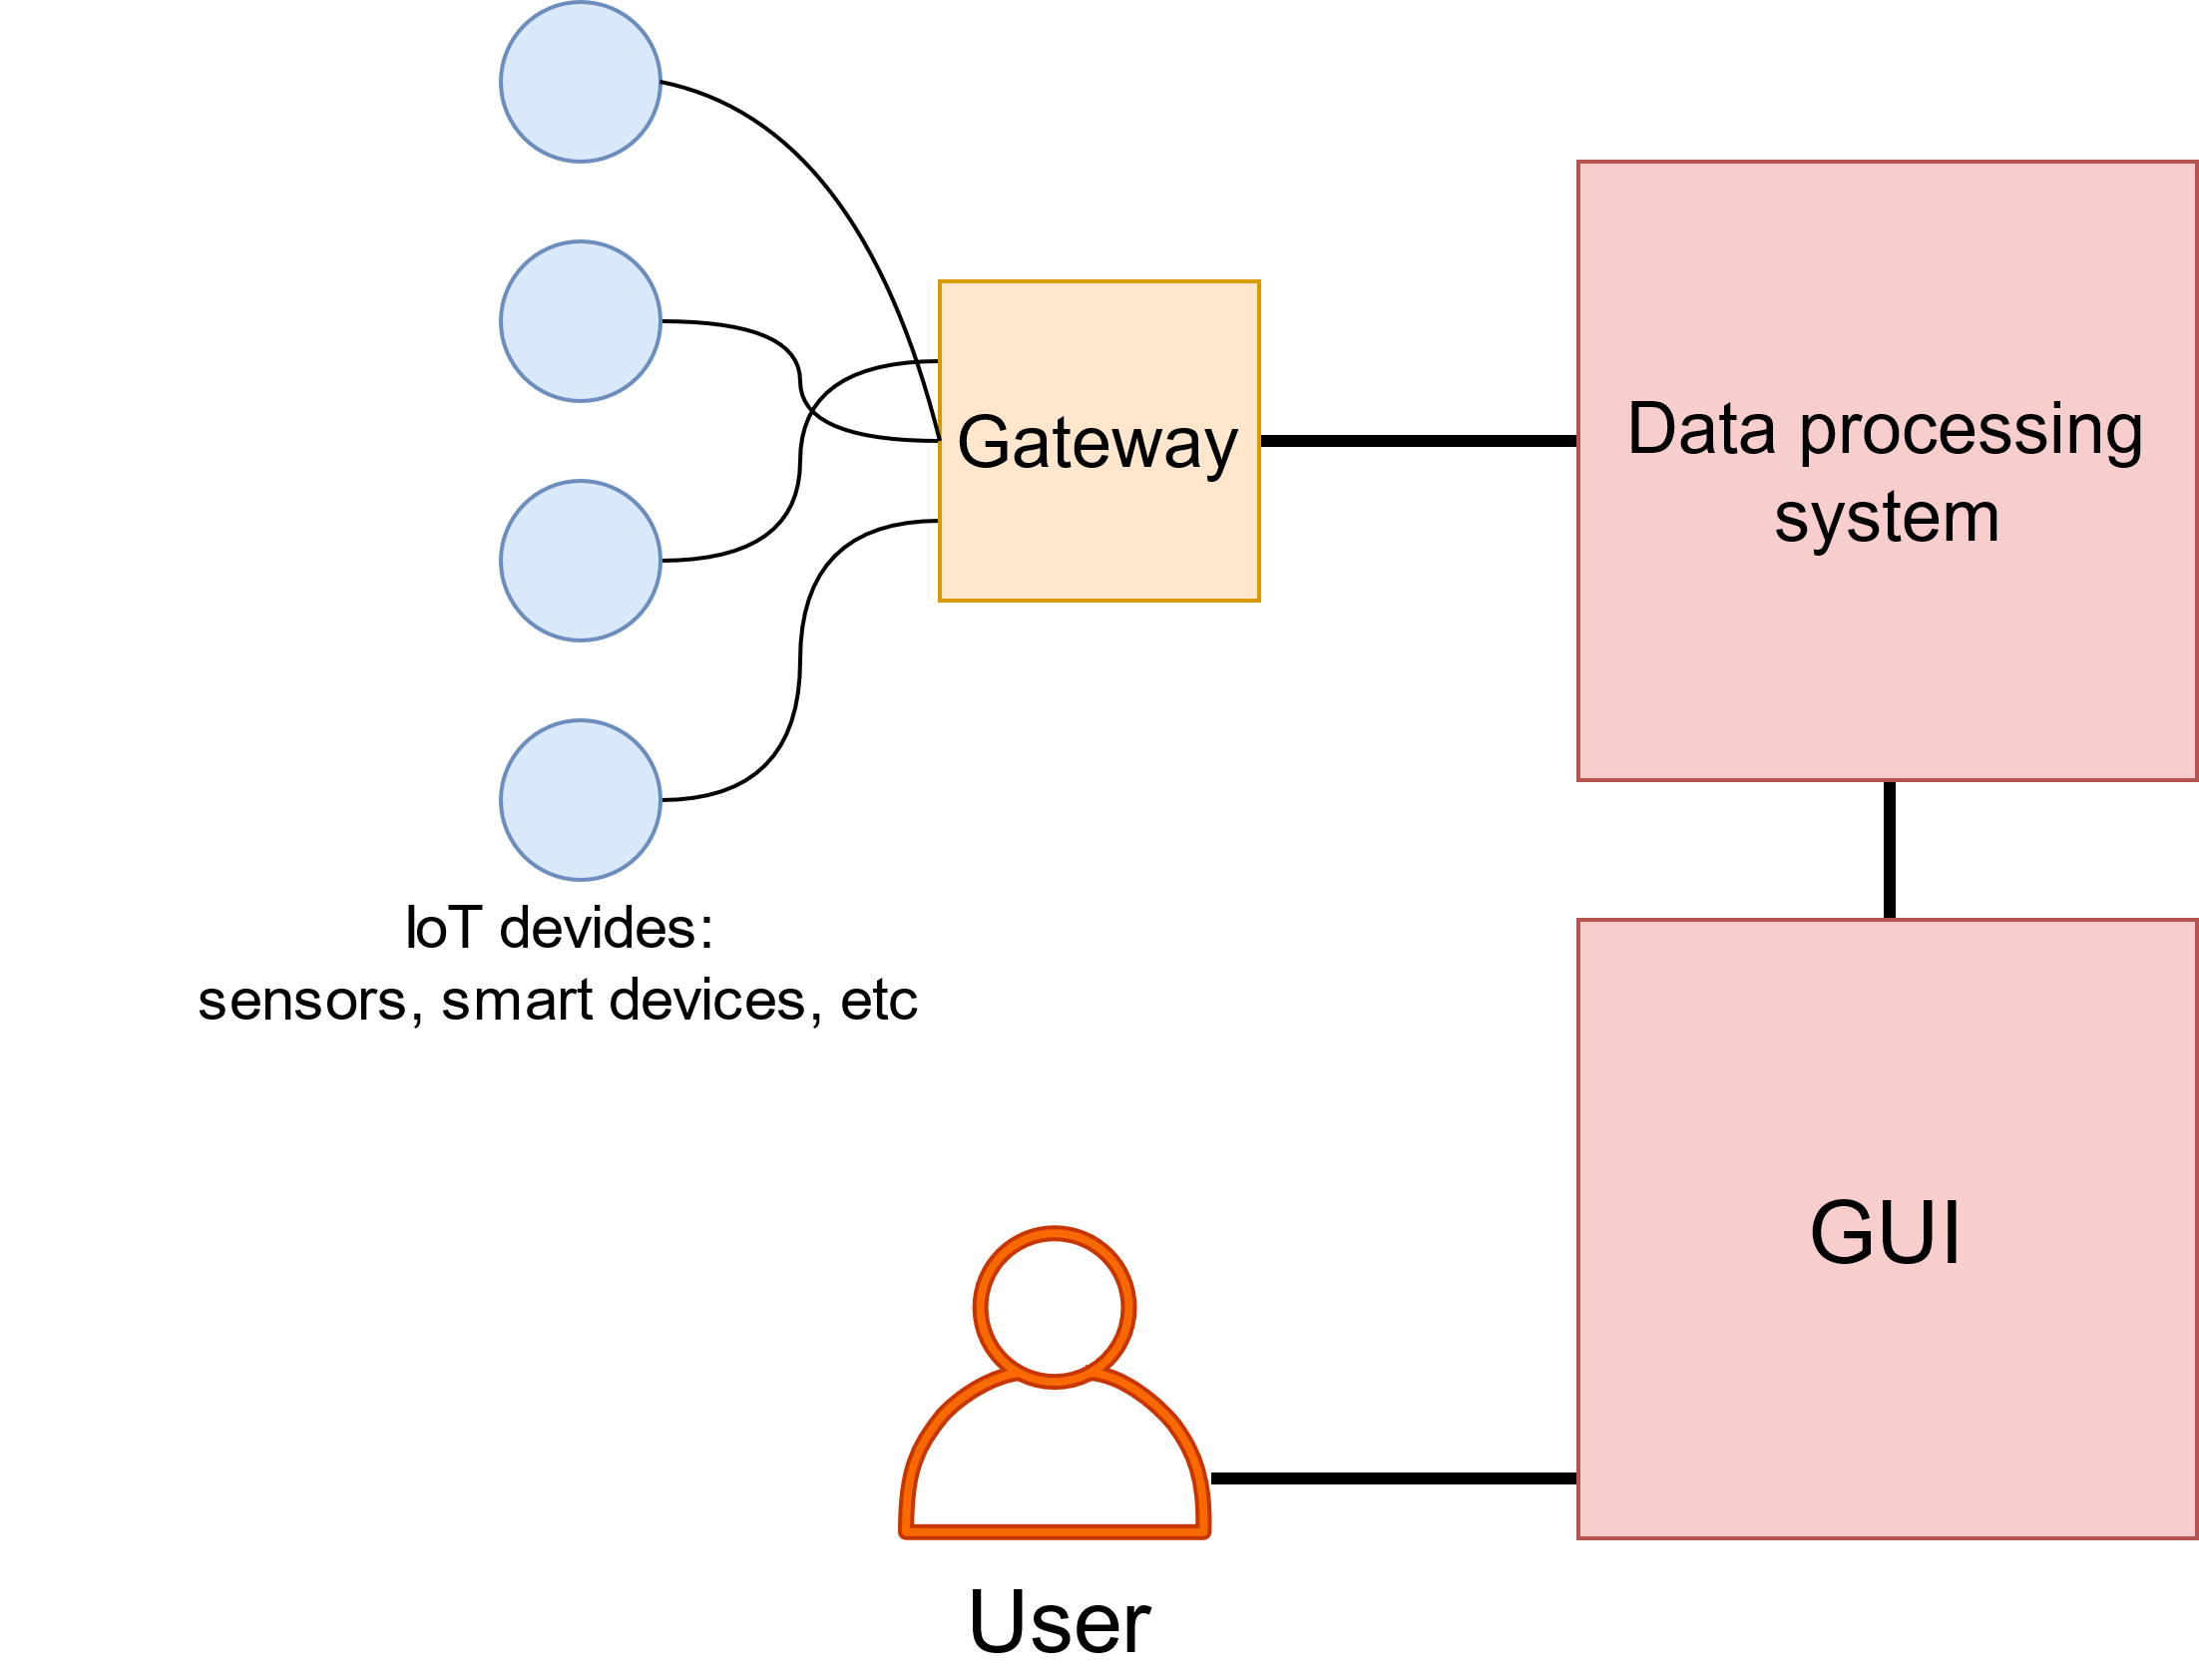 Gateway
Data processing
system
IoT devides:
sensors, smart devices, etc
GUI
User